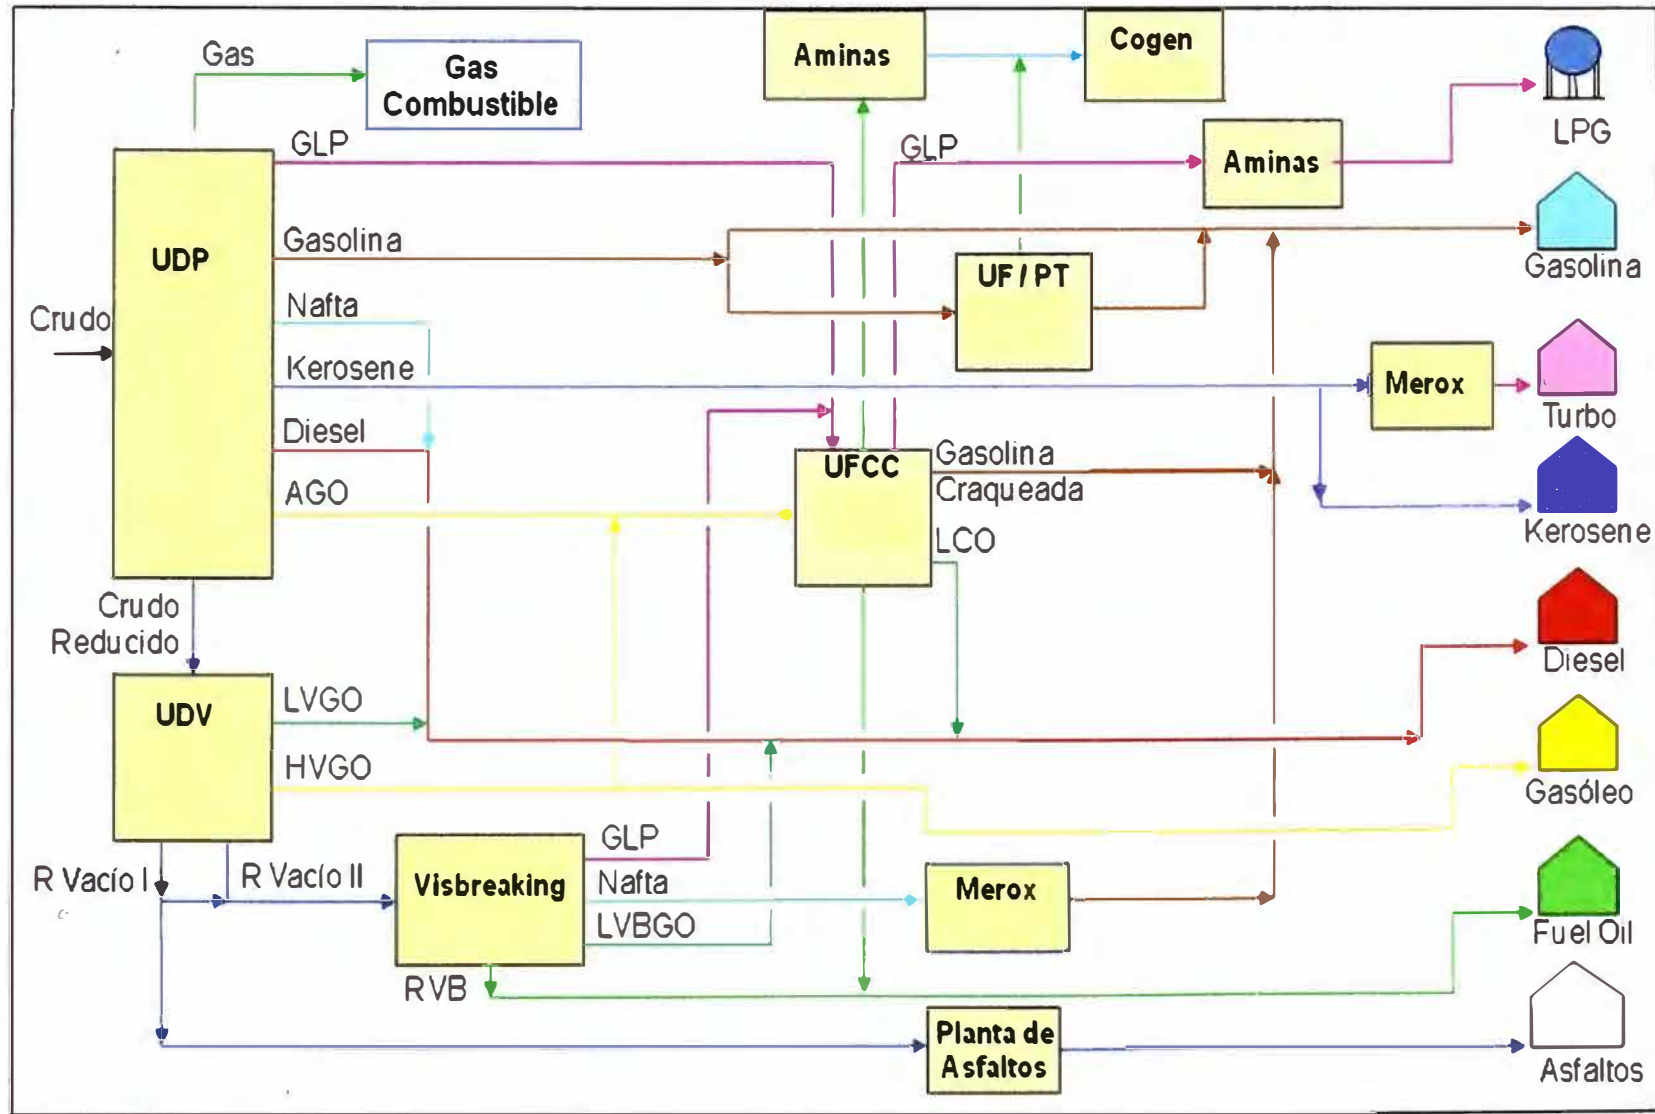 Gas
Gas
Combustible
Aminas
Cogen
LPG
GLP
GLP
Aminas
UDP
Gasolina
UF / PT
Gasolina
Crudo
Nafta
Kerosene
Merox
Turbo
Diesel
UFCC
Gasolina
Craqueada
AGO
LCO
Kerosene
Crudo
Reducido
Diesel
UDV
LVGO
HVGO
Gasóleo
R Vacío I
R Vacío II
Visbreaking
GLP
Nafta
LVBGO
Merox
Fuel Oil
RVB
Planta de
Asfaltos
Asfaltos